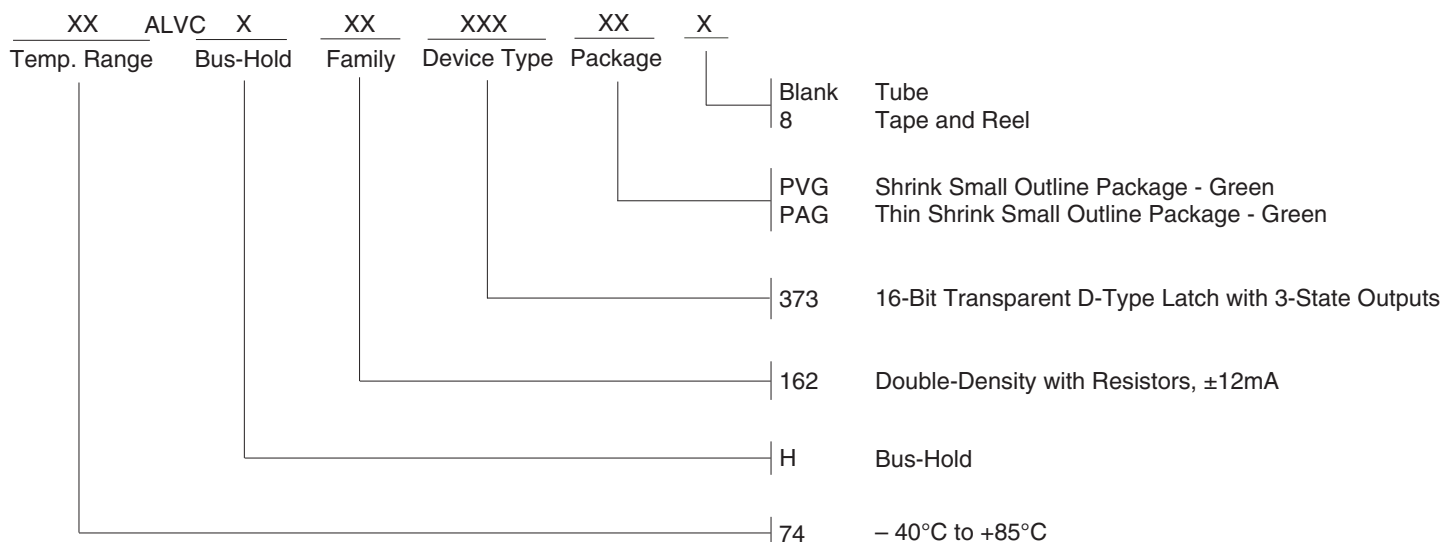 XX ALVC X XX XXX XX X
Temp. Range Bus-Hold Family Device Type Package
Blank Tube
8 Tape and Reel
PVG Shrink Small Outline Package - Green
PAG Thin Shrink Small Outline Package - Green
373 16-Bit Transparent D-Type Latch with 3-State Outputs
162 Double-Density with Resistors, ±12mA
H Bus-Hold
74 – 40°C to +85°C